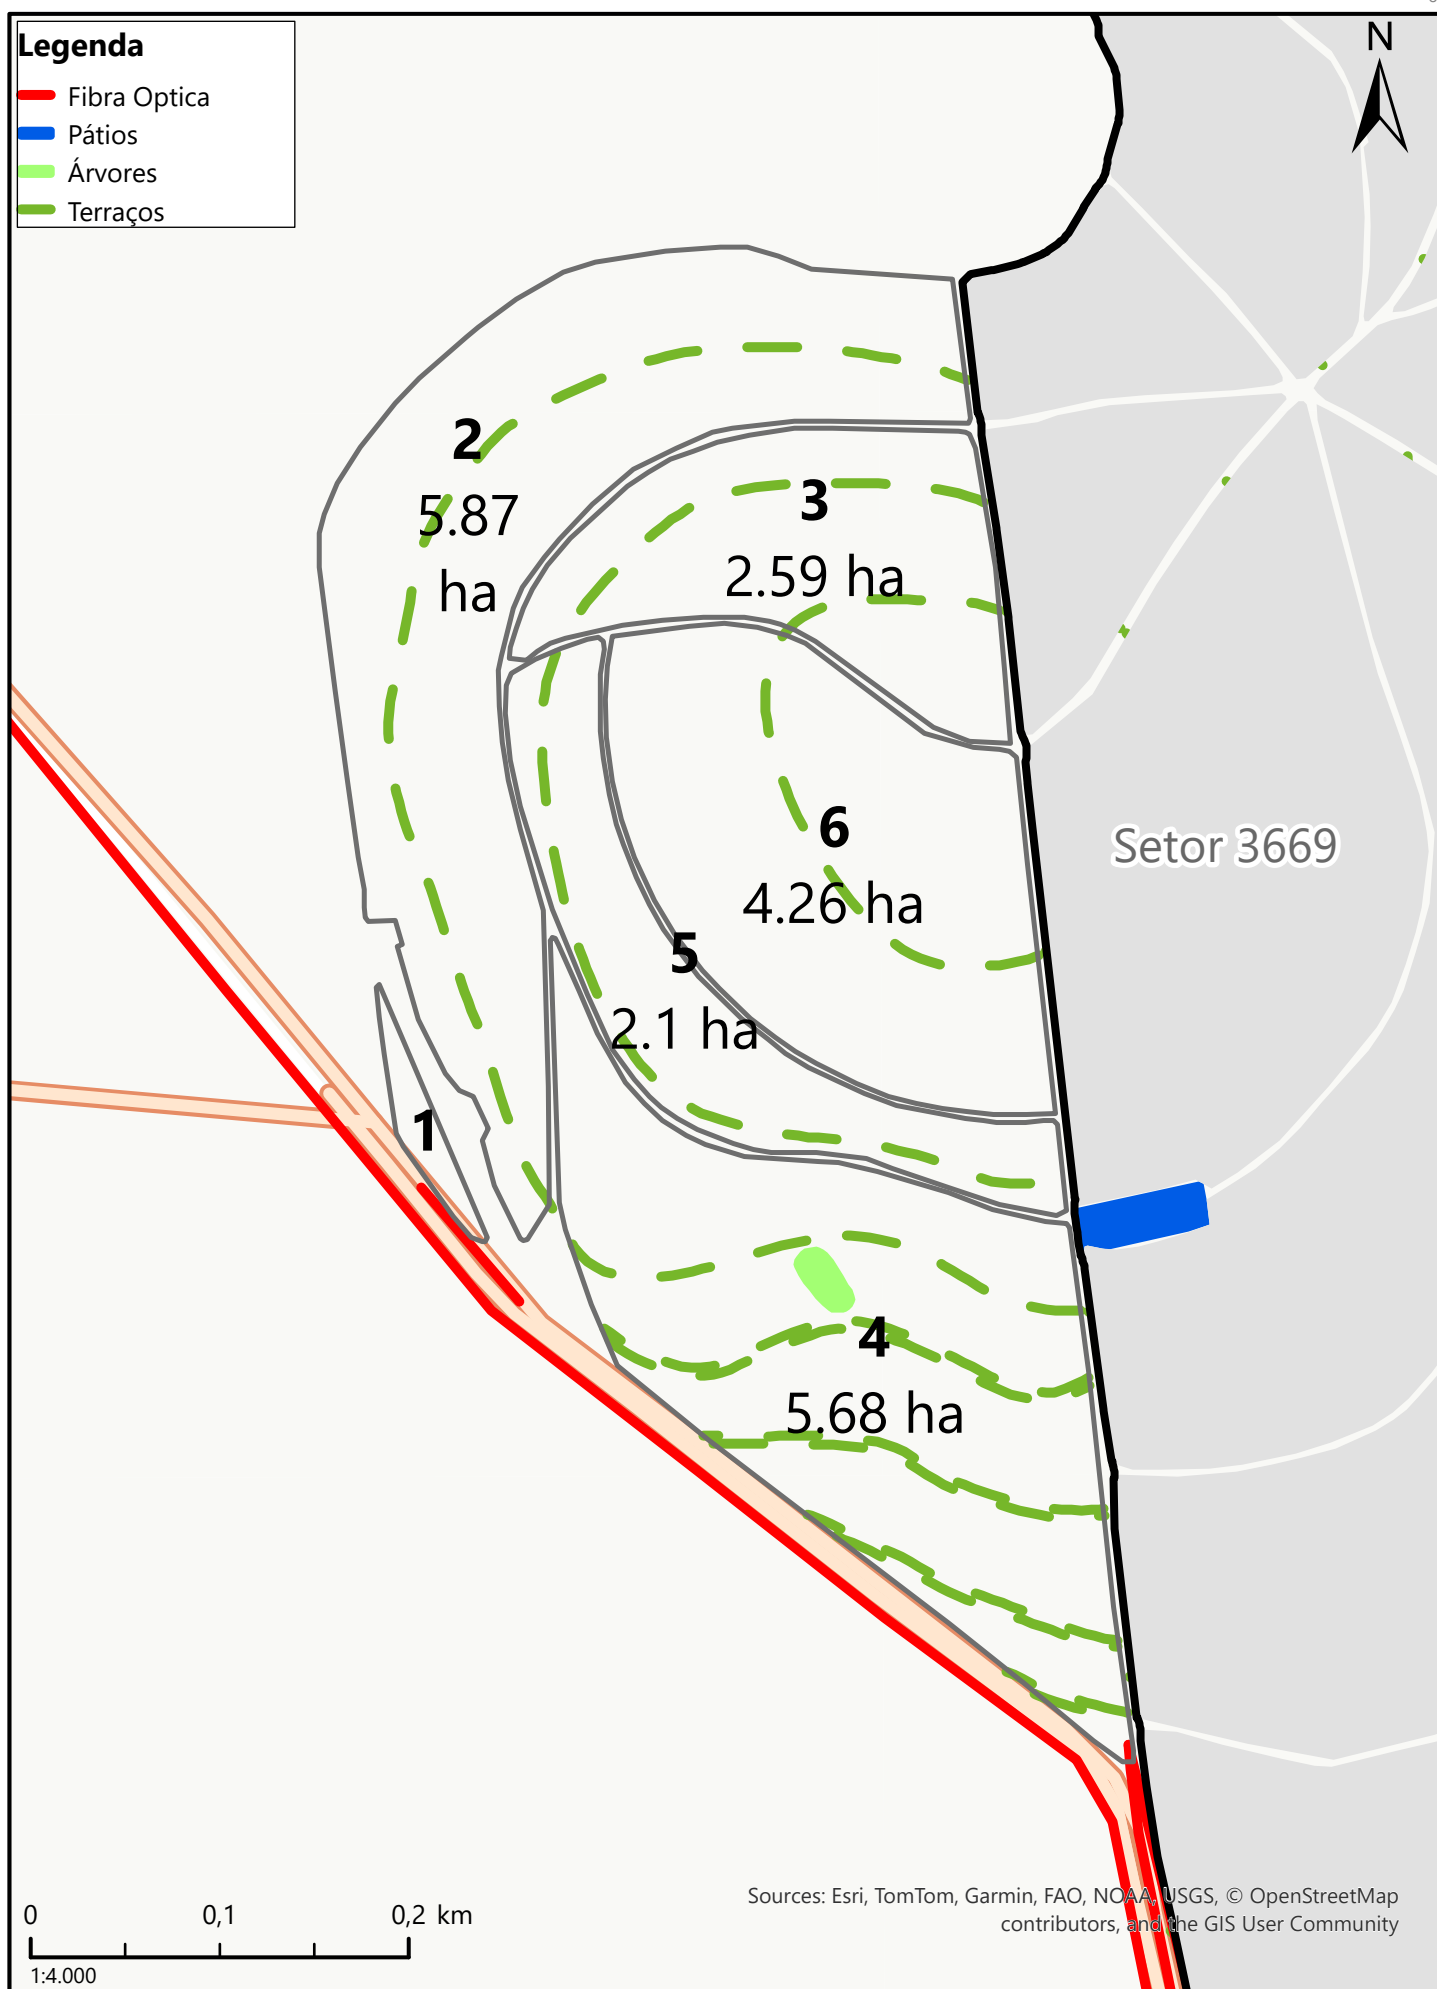 Legenda
Fibra Optica
Pátios
Árvores
Terraços
N
2
5.87
ha
3
2.59 ha
6
4.26 ha
Setor 3669
5
2.1 ha
1
4
5.68 ha
Sources: Esri, TomTom, Garmin, FAO, NOAA, USGS, © OpenStreetMap
contributors, and the GIS User Community
0 0,1 0,2 km
1:4.000